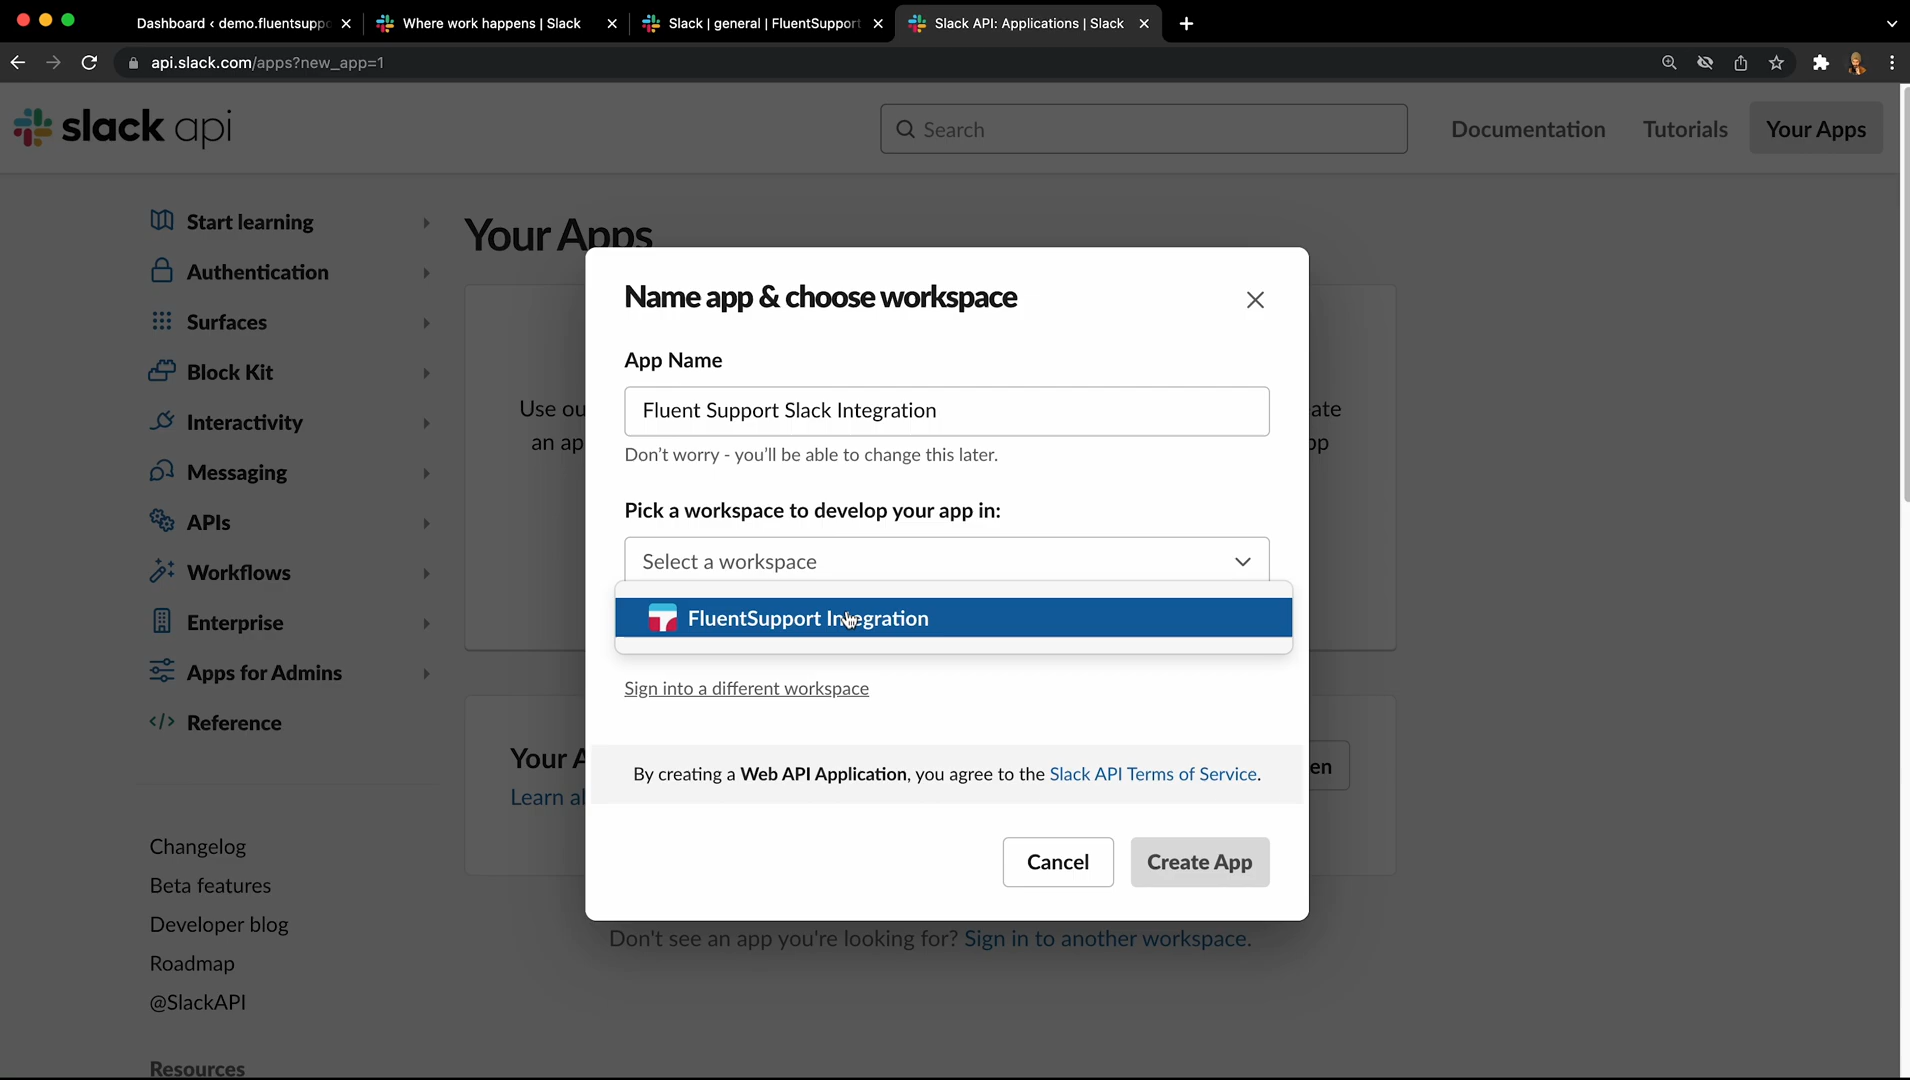 Dashboard ‹ demo.fluentsuppo
Where work happens | Slack
Slack | general | FluentSupport
Slack API: Applications | Slack
api.slack.com/apps?new_app=1
slack api
Search
Documentation
Tutorials
Your Apps
Start learning
Authentication
Surfaces
Block Kit
Interactivity
Messaging
APIs
Workflows
Enterprise
Apps for Admins
Reference
Changelog
Beta features
Developer blog
Roadmap
@SlackAPI
Resources
Your Apps
Use ou
ate
an ap
op
Name app & choose workspace
App Name
Fluent Support Slack Integration
Don't worry - you'll be able to change this later.
Pick a workspace to develop your app in:
Select a workspace
FluentSupport Integration
Sign into a different workspace
By creating a Web API Application, you agree to the Slack API Terms of Service.
Cancel
Create App
Your A
en
Learn al
Don't see an app you're looking for? Sign in to another workspace.